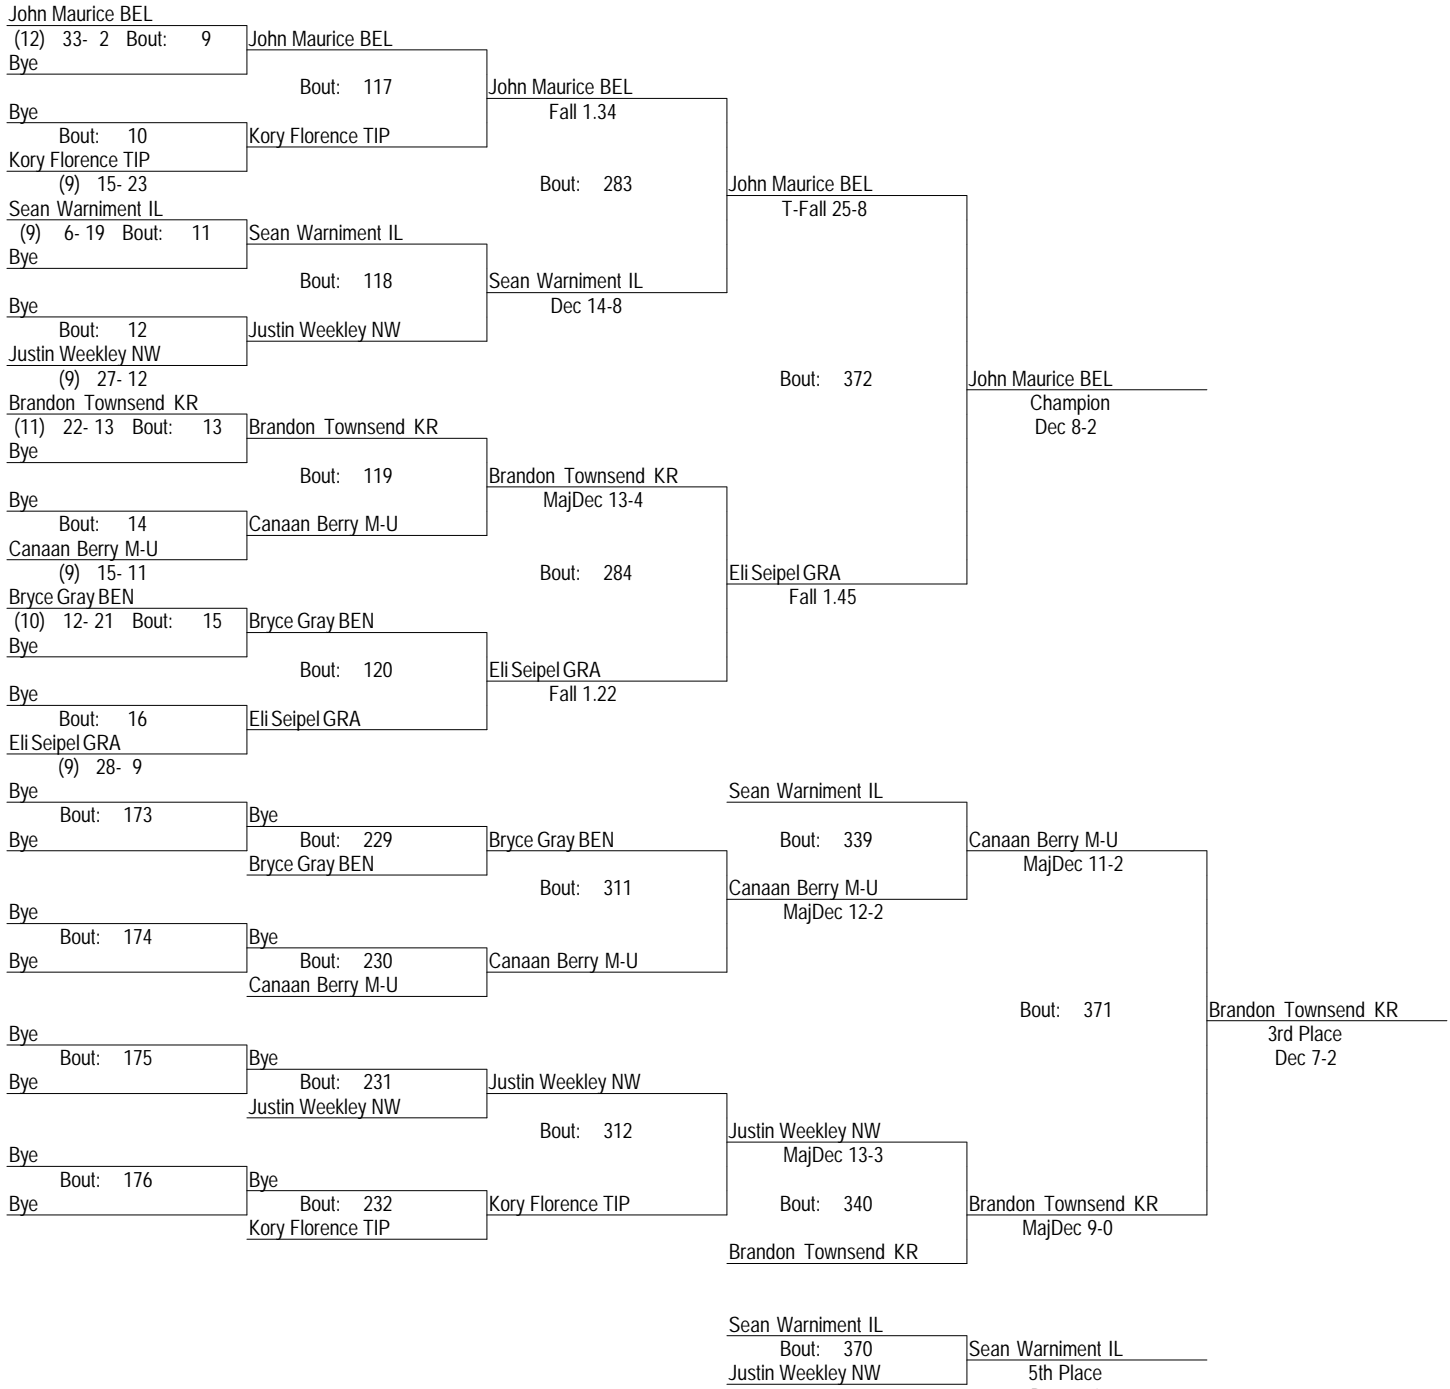 John Maurice BEL
(12) 33- 2 Bout: 9 John Maurice BEL
Bye
Bout: 117 John Maurice BEL
Bye Fall 1.34
Bout: 10 Kory Florence TIP
Kory Florence TIP
(9) 15- 23 Bout: 283 John Maurice BEL
Sean Warniment IL T-Fall 25-8
(9) 6- 19 Bout: 11 Sean Warniment IL
Bye
Bout: 118 Sean Warniment IL
Bye Dec 14-8
Bout: 12 Justin Weekley NW
Justin Weekley NW
(9) 27- 12 Bout: 372 John Maurice BEL
Brandon Townsend KR Champion
(11) 22- 13 Bout: 13 Brandon Townsend KR Dec 8-2
Bye
Bout: 119 Brandon Townsend KR
Bye MajDec 13-4
Bout: 14 Canaan Berry M-U
Canaan Berry M-U
(9) 15- 11 Bout: 284 Eli Seipel GRA
Bryce Gray BEN Fall 1.45
(10) 12- 21 Bout: 15 Bryce Gray BEN
Bye
Bout: 120 Eli Seipel GRA
Bye Fall 1.22
Bout: 16 Eli Seipel GRA
Eli Seipel GRA
(9) 28- 9
Bye Sean Warniment IL
Bout: 173 Bye
Bye Bout: 229 Bryce Gray BEN Bout: 339 Canaan Berry M-U
Bryce Gray BEN MajDec 11-2
Bout: 311 Canaan Berry M-U
Bye MajDec 12-2
Bout: 174 Bye
Bye Bout: 230 Canaan Berry M-U
Canaan Berry M-U
Bout: 371 Brandon Townsend KR
Bye 3rd Place
Bout: 175 Bye Dec 7-2
Bye Bout: 231 Justin Weekley NW
Justin Weekley NW
Bout: 312 Justin Weekley NW
Bye MajDec 13-3
Bout: 176 Bye
Bye Bout: 232 Kory Florence TIP Bout: 340 Brandon Townsend KR
Kory Florence TIP MajDec 9-0
Brandon Townsend KR
Sean Warniment IL
Bout: 370 Sean Warniment IL
Justin Weekley NW 5th Place